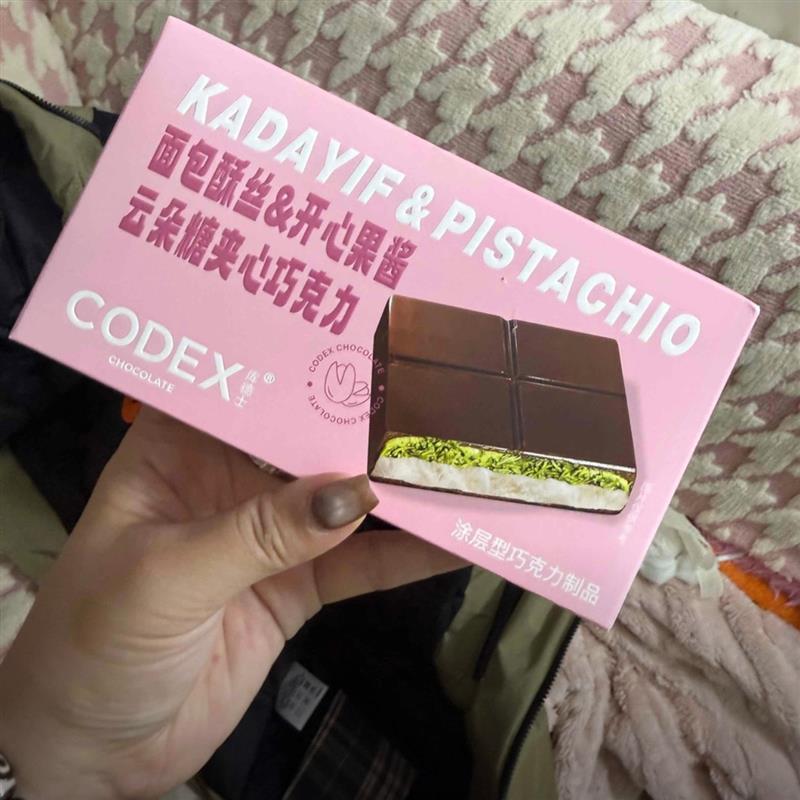 KADAYIF & PISTACHIO
面包酥丝&开心果酱
云朵糖夹心巧克力
CODEX®
CHOCOLATE
CODEX CHOCOLATE
CODEX CHOCOLATE
涂层型巧克力制品